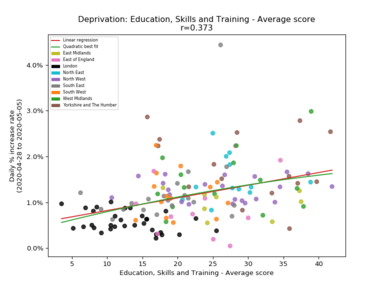 Deprivation: Education, Skills and Training - Average score
r=0.373
Linear regression
Quadratic best fit
East Midlands
East of England
London
North East
North West
South East
South West
West Midlands
Yorkshire and The Humber
Daily % increase rate
(2020-04-28 to 2020-05-05)
4.0%
3.0%
2.0%
1.0%
0.0%
5 10 15 20 25 30 35 40
Education, Skills and Training - Average score